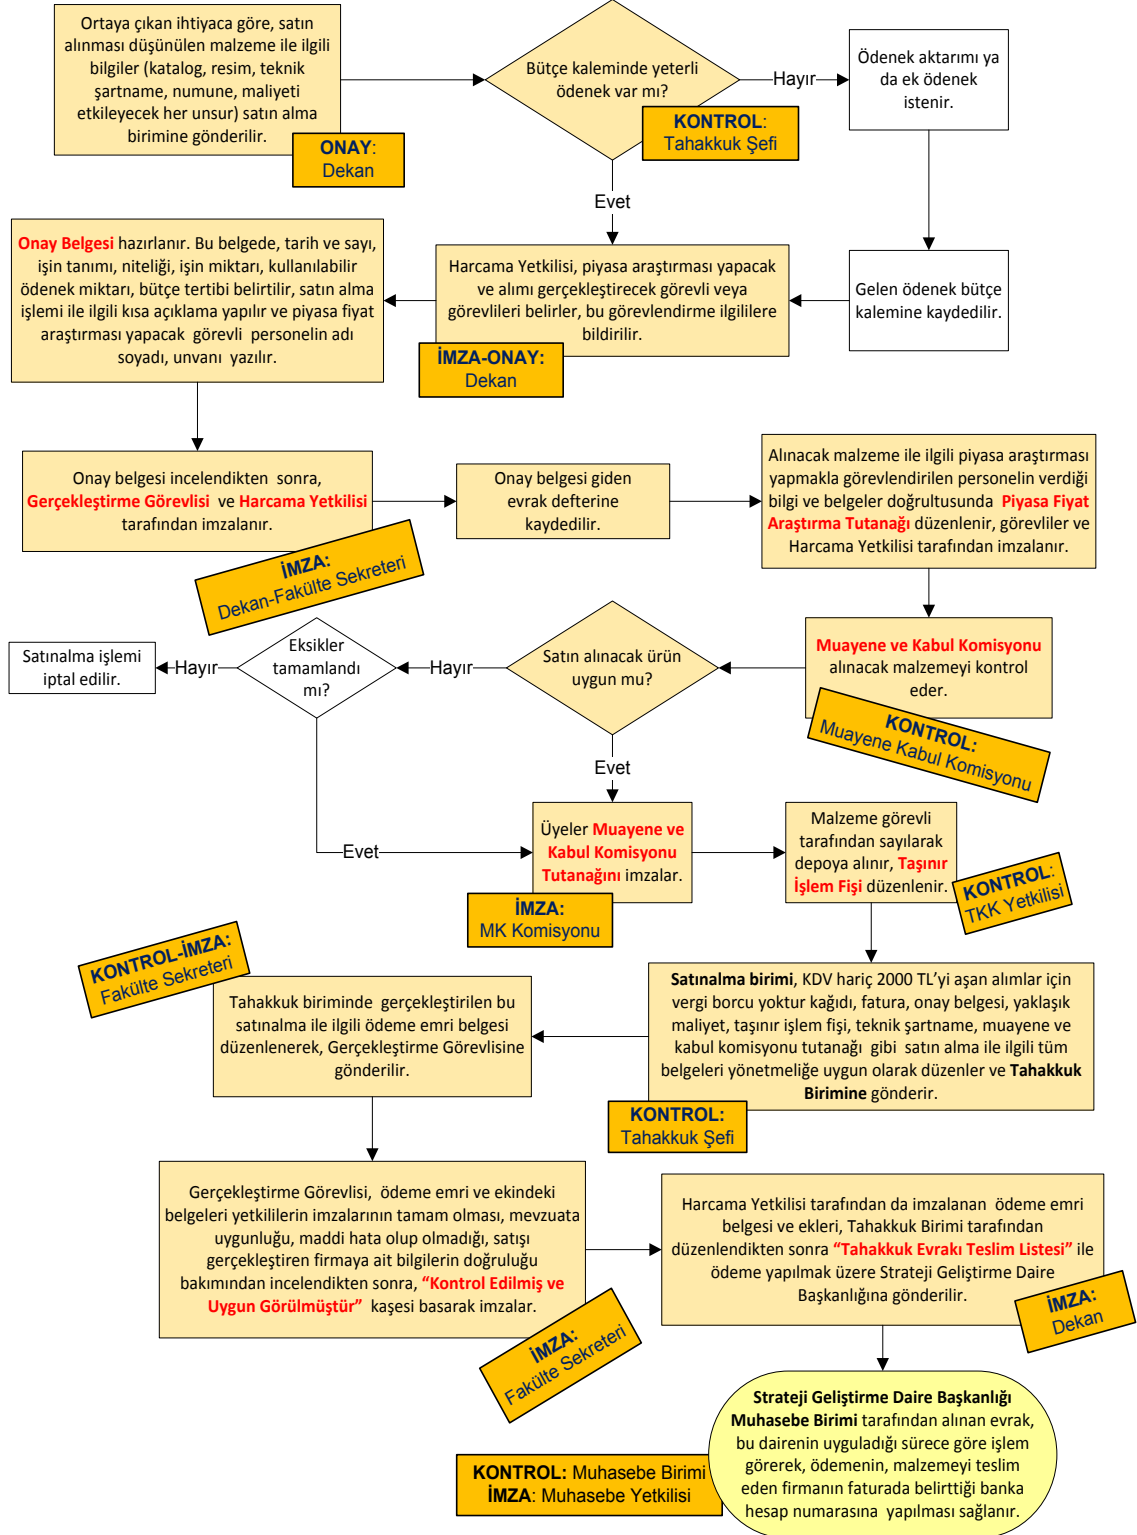 Ortaya çıkan ihtiyaca göre, satın
alınması düşünülen malzeme ile ilgili
bilgiler (katalog, resim, teknik
şartname, numune, maliyeti
etkileyecek her unsur) satın alma
birimine gönderilir.
ONAY:
Dekan
Bütçe kaleminde yeterli
ödenek var mı?
KONTROL:
Tahakkuk Şefi
Hayır
Ödenek aktarımı ya
da ek ödenek
istenir.
Evet
Gelen ödenek bütçe
kalemine kaydedilir.
Harcama Yetkilisi, piyasa araştırması yapacak
ve alımı gerçekleştirecek görevli veya
görevlileri belirler, bu görevlendirme ilgililere
bildirilir.
İMZA-ONAY:
Dekan
Onay Belgesi hazırlanır. Bu belgede, tarih ve sayı,
işin tanımı, niteliği, işin miktarı, kullanılabilir
ödenek miktarı, bütçe tertibi belirtilir, satın alma
işlemi ile ilgili kısa açıklama yapılır ve piyasa fiyat
araştırması yapacak görevli personelin adı
soyadı, unvanı yazılır.
Onay belgesi incelendikten sonra,
Gerçekleştirme Görevlisi ve Harcama Yetkilisi
tarafından imzalanır.
İMZA:
Dekan-Fakülte Sekreteri
Onay belgesi giden
evrak defterine
kaydedilir.
Alınacak malzeme ile ilgili piyasa araştırması
yapmakla görevlendirilen personelin verdiği
bilgi ve belgeler doğrultusunda Piyasa Fiyat
Araştırma Tutanağı düzenlenir, görevliler ve
Harcama Yetkilisi tarafından imzalanır.
Muayene ve Kabul Komisyonu
alınacak malzemeyi kontrol
eder.
KONTROL:
Muayene Kabul Komisyonu
Satın alınacak ürün
uygun mu?
Hayır
Eksikler
tamamlandı
mı?
Hayır
Satınalma işlemi
iptal edilir.
Evet
Evet
Üyeler Muayene ve
Kabul Komisyonu
Tutanağını imzalar.
İMZA:
MK Komisyonu
Malzeme görevli
tarafından sayılarak
depoya alınır, Taşınır
İşlem Fişi düzenlenir.
KONTROL:
TKK Yetkilisi
Satınalma birimi, KDV hariç 2000 TL’yi aşan alımlar için
vergi borcu yoktur kağıdı, fatura, onay belgesi, yaklaşık
maliyet, taşınır işlem fişi, teknik şartname, muayene ve
kabul komisyonu tutanağı gibi satın alma ile ilgili tüm
belgeleri yönetmeliğe uygun olarak düzenler ve Tahakkuk
Birimine gönderir.
KONTROL:
Tahakkuk Şefi
KONTROL-İMZA:
Fakülte Sekreteri
Tahakkuk biriminde gerçekleştirilen bu
satınalma ile ilgili ödeme emri belgesi
düzenlenerek, Gerçekleştirme Görevlisine
gönderilir.
Gerçekleştirme Görevlisi, ödeme emri ve ekindeki
belgeleri yetkililerin imzalarının tamam olması, mevzuata
uygunluğu, maddi hata olup olmadığı, satışı
gerçekleştiren firmaya ait bilgilerin doğruluğu
bakımından incelendikten sonra, “Kontrol Edilmiş ve
Uygun Görülmüştür” kaşesi basarak imzalar.
İMZA:
Fakülte Sekreteri
Harcama Yetkilisi tarafından da imzalanan ödeme emri
belgesi ve ekleri, Tahakkuk Birimi tarafından
düzenlendikten sonra “Tahakkuk Evrakı Teslim Listesi” ile
ödeme yapılmak üzere Strateji Geliştirme Daire
Başkanlığına gönderilir.
İMZA:
Dekan
Strateji Geliştirme Daire Başkanlığı
Muhasebe Birimi tarafından alınan evrak,
bu dairenin uyguladığı sürece göre işlem
görerek, ödemenin, malzemeyi teslim
eden firmanın faturada belirttiği banka
hesap numarasına yapılması sağlanır.
KONTROL: Muhasebe Birimi
İMZA: Muhasebe Yetkilisi